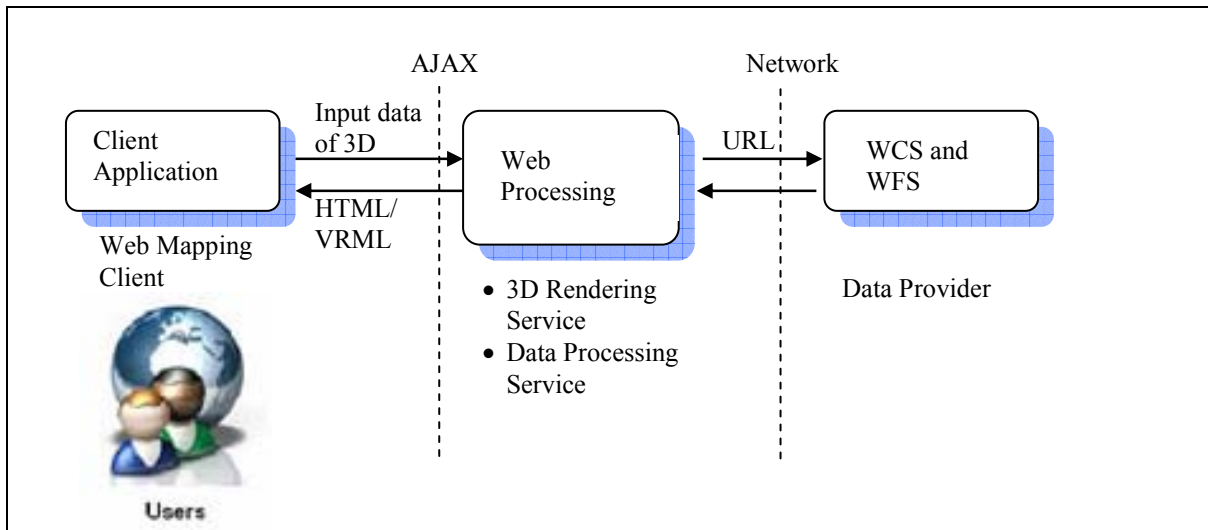 AJAX
Network
Input data
of 3D
Client
Application
Web
Processing
URL
WCS and
WFS
HTML/
VRML
Web Mapping
Client
• 3D Rendering
Service
• Data Processing
Service
Data Provider
Users